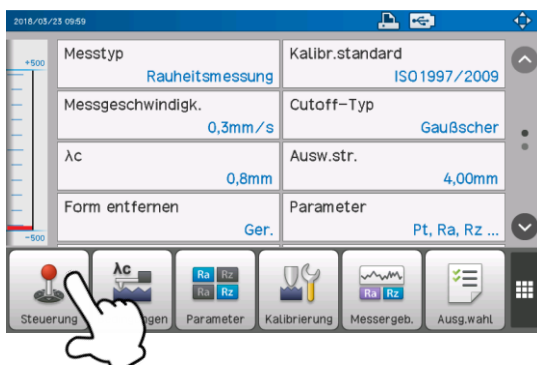 2018/03/23 09:59
+500
-500
Messtyp
Rauheitsmessung
Kalibr.standard
ISO1997/2009
Messgeschwindigk.
0,3mm/s
Cutoff-Typ
Gaußscher
λc
0,8mm
Ausw.str.
4,00mm
Form entfernen
Ger.
Parameter
Pt, Ra, Rz ...
λc
Ra Rz
Ra Rz
Ra Rz
Steuerung
Parameter
Kalibrierung
Messergeb.
Ausg.wahl